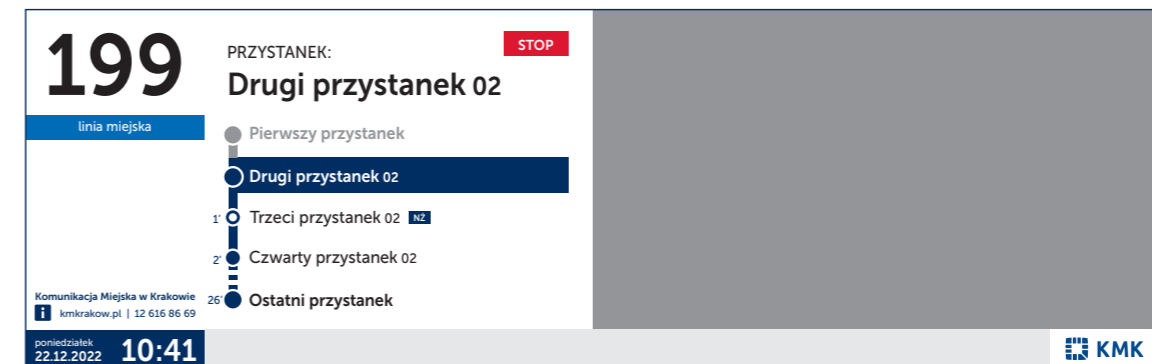 199
linia miejska
PRZYSTANEK:
STOP
Drugi przystanek 02
Pierwszy przystanek
Drugi przystanek 02
1' Trzeci przystanek 02 NŻ
2' Czwarty przystanek 02
26' Ostatni przystanek
Komunikacja Miejska w Krakowie
i kmkrakow.pl | 12 616 86 69
poniedziałek
22.12.2022
10:41
KMK